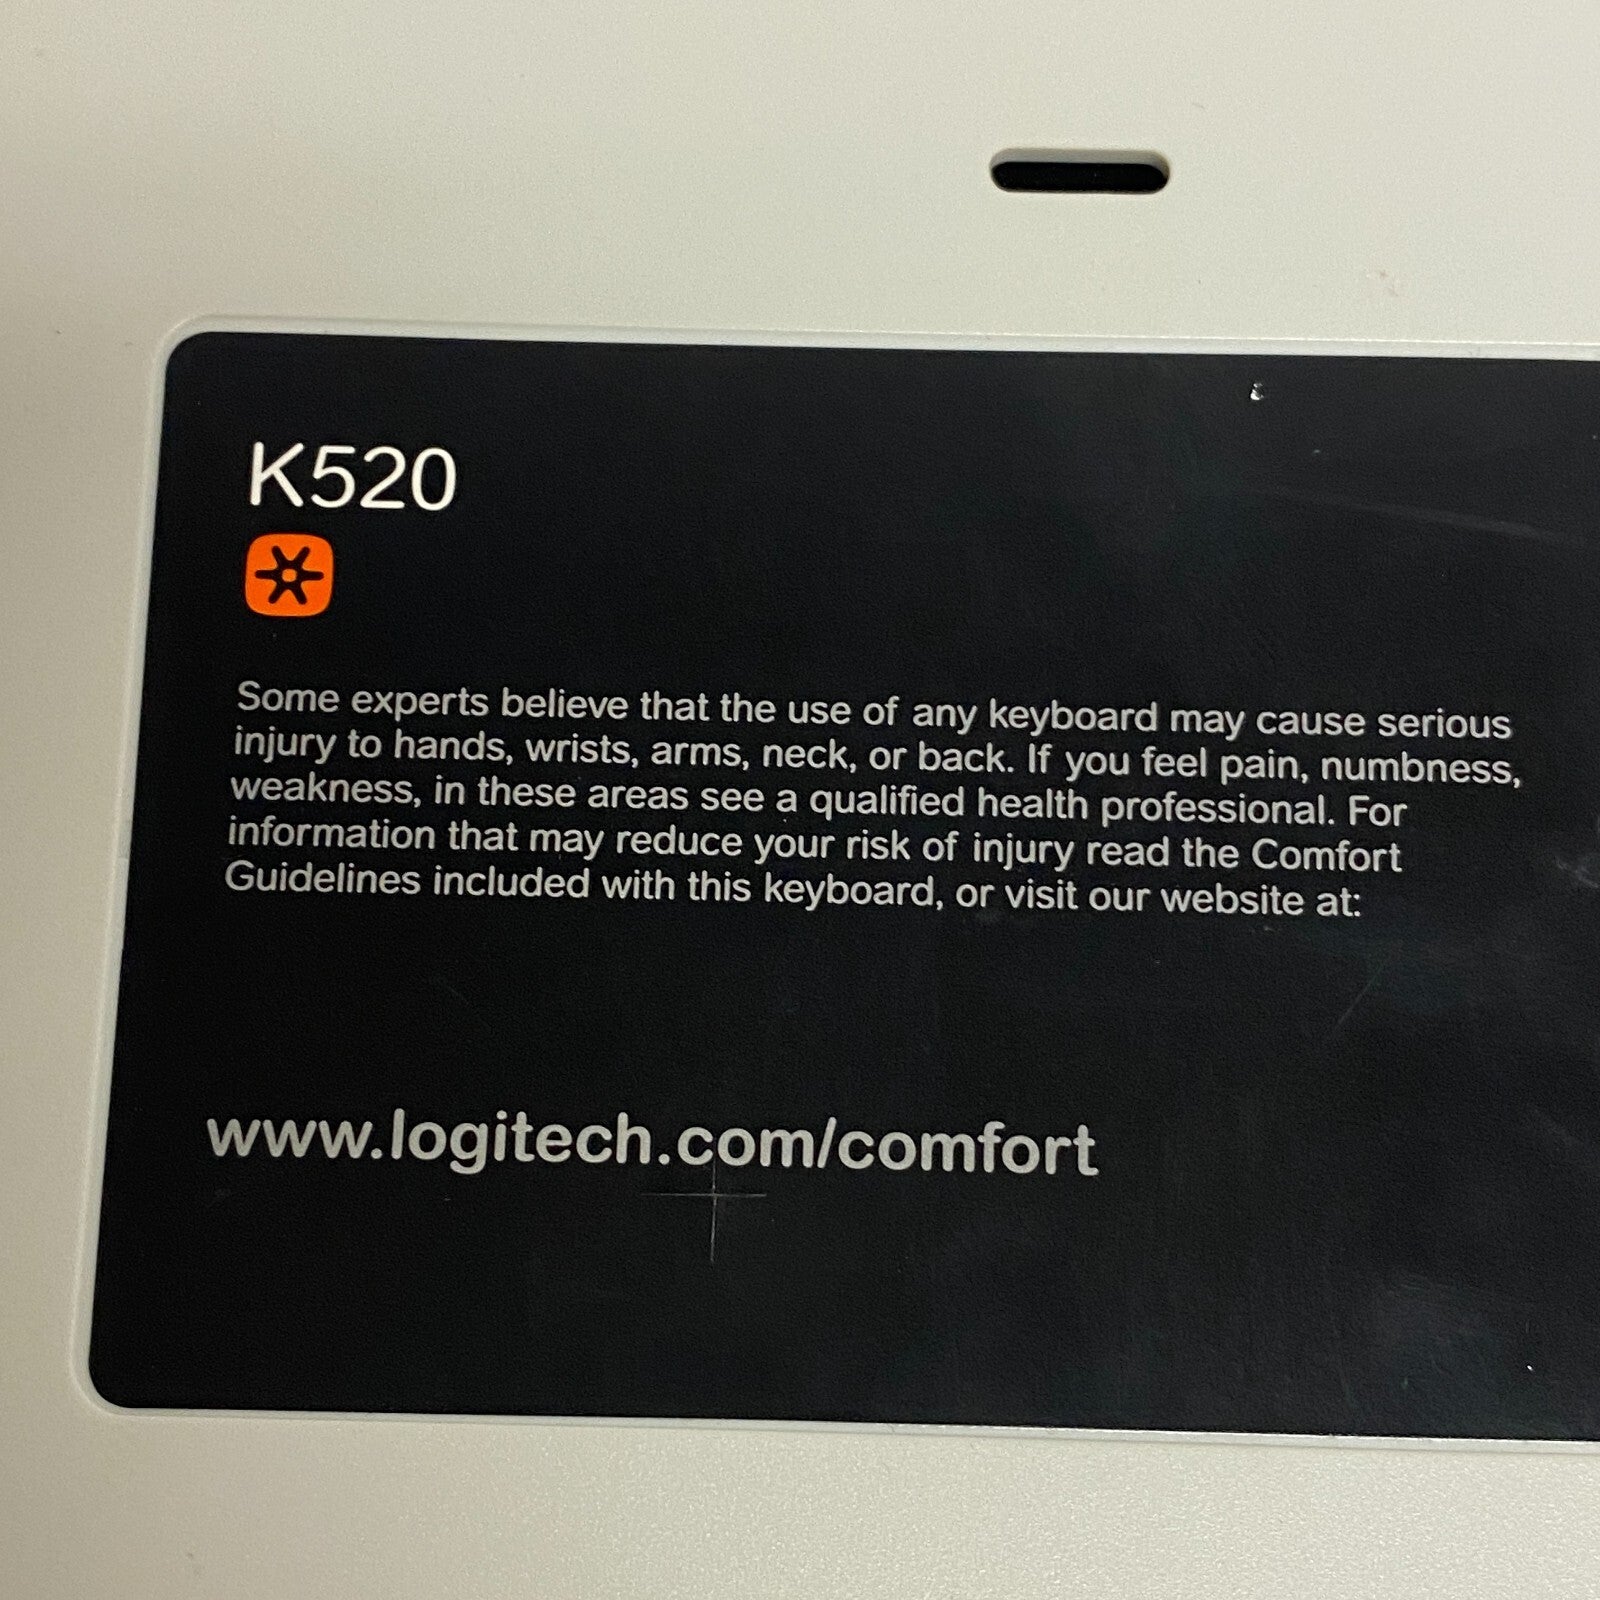 K520
Some experts believe that the use of any keyboard may cause serious
injury to hands, wrists, arms, neck, or back. If you feel pain, numbness,
weakness, in these areas see a qualified health professional. For
information that may reduce your risk of injury read the Comfort
Guidelines included with this keyboard, or visit our website at:
www.logitech.com/comfort